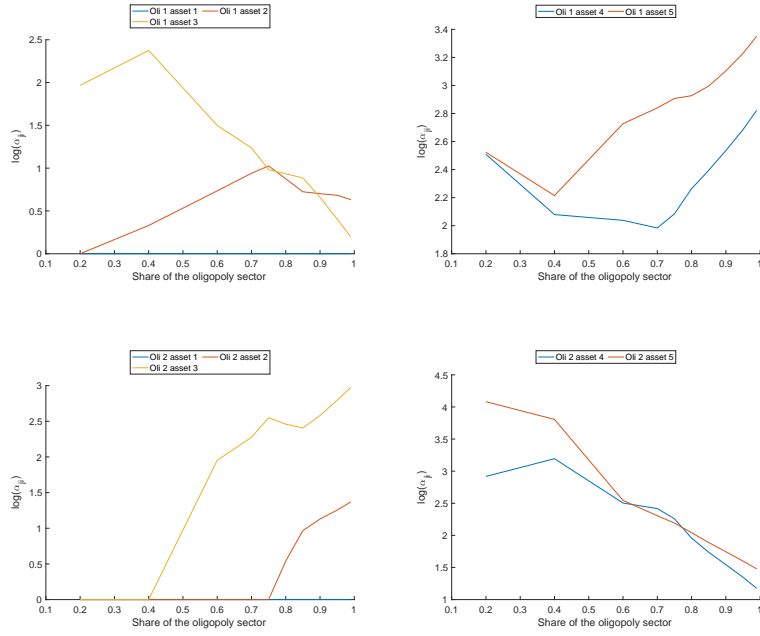 Oli 1 asset 1 Oli 1 asset 2
Oli 1 asset 3
2.5
2
1.5
1
0.5
0
log(α_ji)
0.1 0.2 0.3 0.4 0.5 0.6 0.7 0.8 0.9 1
Share of the oligopoly sector
Oli 1 asset 4 Oli 1 asset 5
3.4
3.2
3
2.8
2.6
2.4
2.2
2
1.8
log(α_ji)
0.1 0.2 0.3 0.4 0.5 0.6 0.7 0.8 0.9 1
Share of the oligopoly sector
Oli 2 asset 1 Oli 2 asset 2
Oli 2 asset 3
3
2.5
2
1.5
1
0.5
0
log(α_ji)
0.1 0.2 0.3 0.4 0.5 0.6 0.7 0.8 0.9 1
Share of the oligopoly sector
Oli 2 asset 4 Oli 2 asset 5
4.5
4
3.5
3
2.5
2
1.5
1
log(α_ji)
0.1 0.2 0.3 0.4 0.5 0.6 0.7 0.8 0.9 1
Share of the oligopoly sector